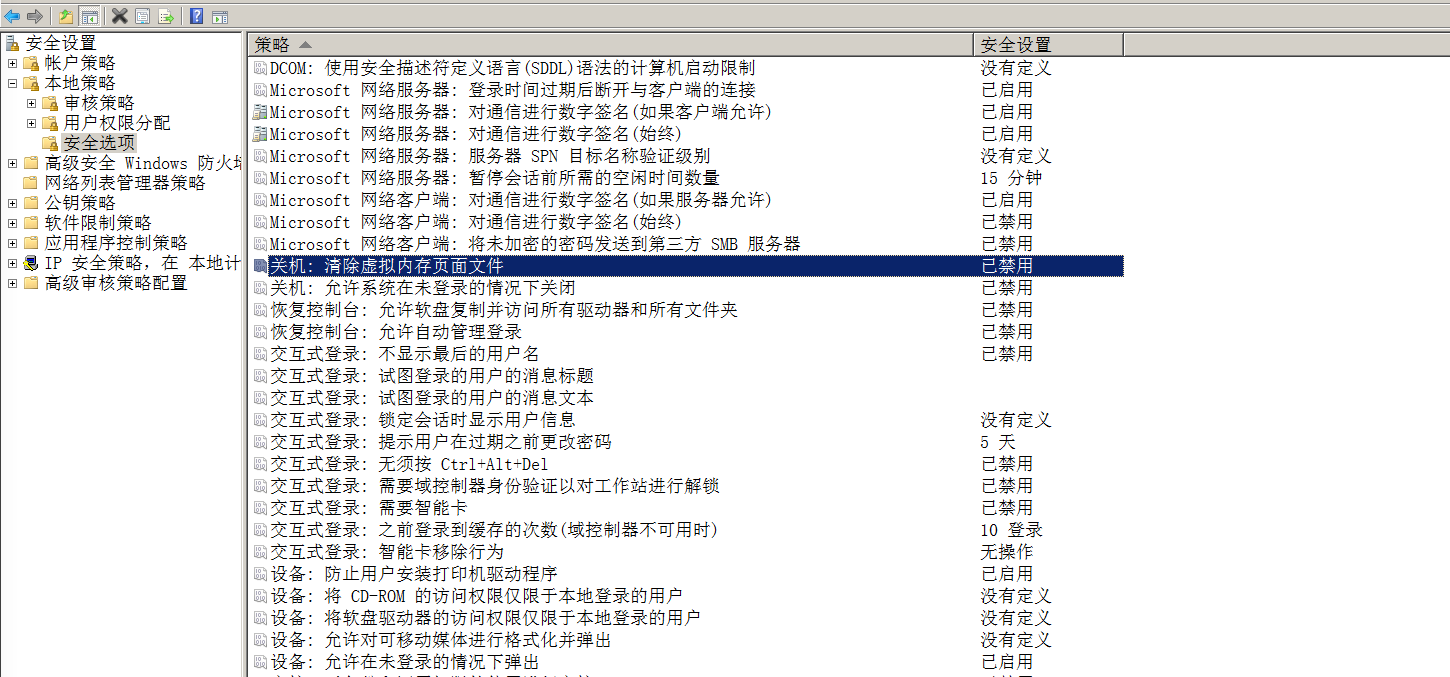 安全设置
帐户策略
本地策略
审核策略
用户权限分配
安全选项
高级安全 Windows 防火墙
网络列表管理器策略
公钥策略
软件限制策略
应用程序控制策略
IP 安全策略, 在 本地计
高级审核策略配置
策略 安全设置
DCOM: 使用安全描述符定义语言(SDDL)语法的计算机启动限制 没有定义
Microsoft 网络服务器: 登录时间过期后断开与客户端的连接 已启用
Microsoft 网络服务器: 对通信进行数字签名(如果客户端允许) 已启用
Microsoft 网络服务器: 对通信进行数字签名(始终) 已启用
Microsoft 网络服务器: 服务器 SPN 目标名称验证级别 没有定义
Microsoft 网络服务器: 暂停会话前所需的空闲时间数量 15 分钟
Microsoft 网络客户端: 对通信进行数字签名(如果服务器允许) 已启用
Microsoft 网络客户端: 对通信进行数字签名(始终) 已禁用
Microsoft 网络客户端: 将未加密的密码发送到第三方 SMB 服务器 已禁用
关机: 清除虚拟内存页面文件 已禁用
关机: 允许系统在未登录的情况下关闭 已禁用
恢复控制台: 允许软盘复制并访问所有驱动器和所有文件夹 已禁用
恢复控制台: 允许自动管理登录 已禁用
交互式登录: 不显示最后的用户名 已禁用
交互式登录: 试图登录的用户的消息标题
交互式登录: 试图登录的用户的消息文本
交互式登录: 锁定会话时显示用户信息 没有定义
交互式登录: 提示用户在过期之前更改密码 5 天
交互式登录: 无须按 Ctrl+Alt+Del 已禁用
交互式登录: 需要域控制器身份验证以对工作站进行解锁 已禁用
交互式登录: 需要智能卡 已禁用
交互式登录: 之前登录到缓存的次数(域控制器不可用时) 10 登录
交互式登录: 智能卡移除行为 无操作
设备: 防止用户安装打印机驱动程序 已启用
设备: 将 CD-ROM 的访问权限仅限于本地登录的用户 没有定义
设备: 将软盘驱动器的访问权限仅限于本地登录的用户 没有定义
设备: 允许对可移动媒体进行格式化并弹出 没有定义
设备: 允许在未登录的情况下弹出 已启用